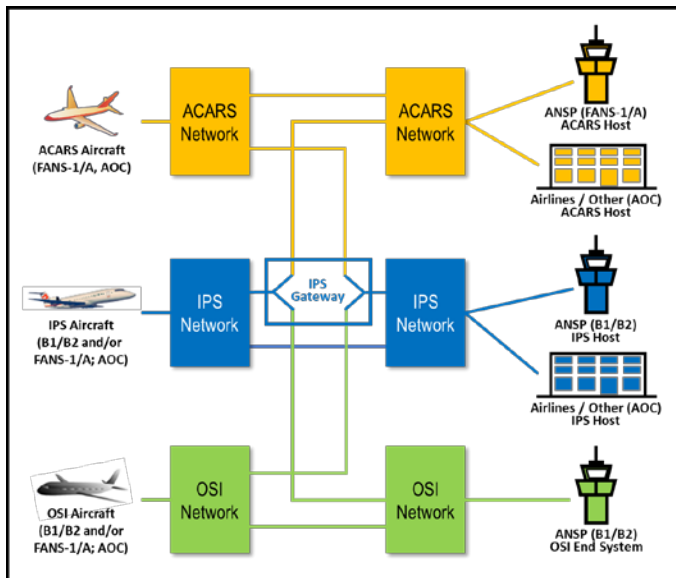 ACARS
Network
ACARS
Network
ANSP (FANS-1/A)
ACARS Host
ACARS Aircraft
(FANS-1/A, AOC)
Airlines / Other (AOC)
ACARS Host
IPS
Gateway
IPS
Network
IPS
Network
IPS Aircraft
(B1/B2 and/or
FANS-1/A; AOC)
ANSP (B1/B2)
IPS Host
Airlines / Other (AOC)
IPS Host
OSI
Network
OSI
Network
OSI Aircraft
(B1/B2 and/or
FANS-1/A; AOC)
ANSP (B1/B2)
OSI End System